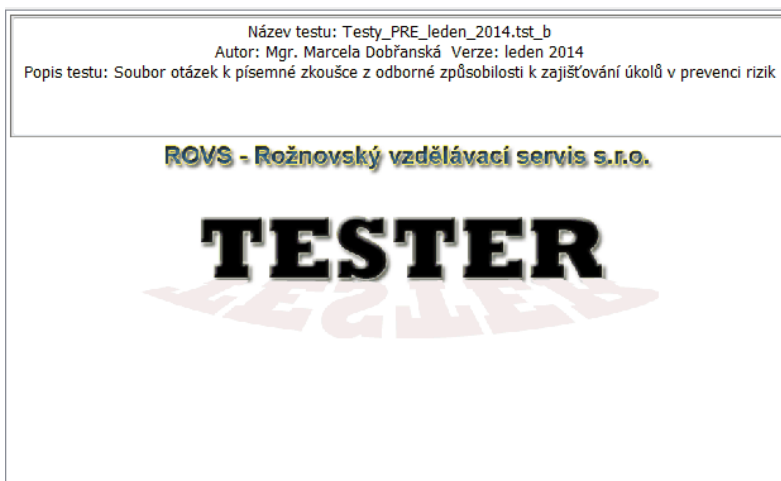 Název testu: Testy_PRE_leden_2014.tst_b
Autor: Mgr. Marcela Dobřanská Verze: leden 2014
Popis testu: Soubor otázek k písemné zkoušce z odborné způsobilosti k zajišťování úkolů v prevenci rizik
ROVS - Rožnovský vzdělávací servis s.r.o.
TESTER